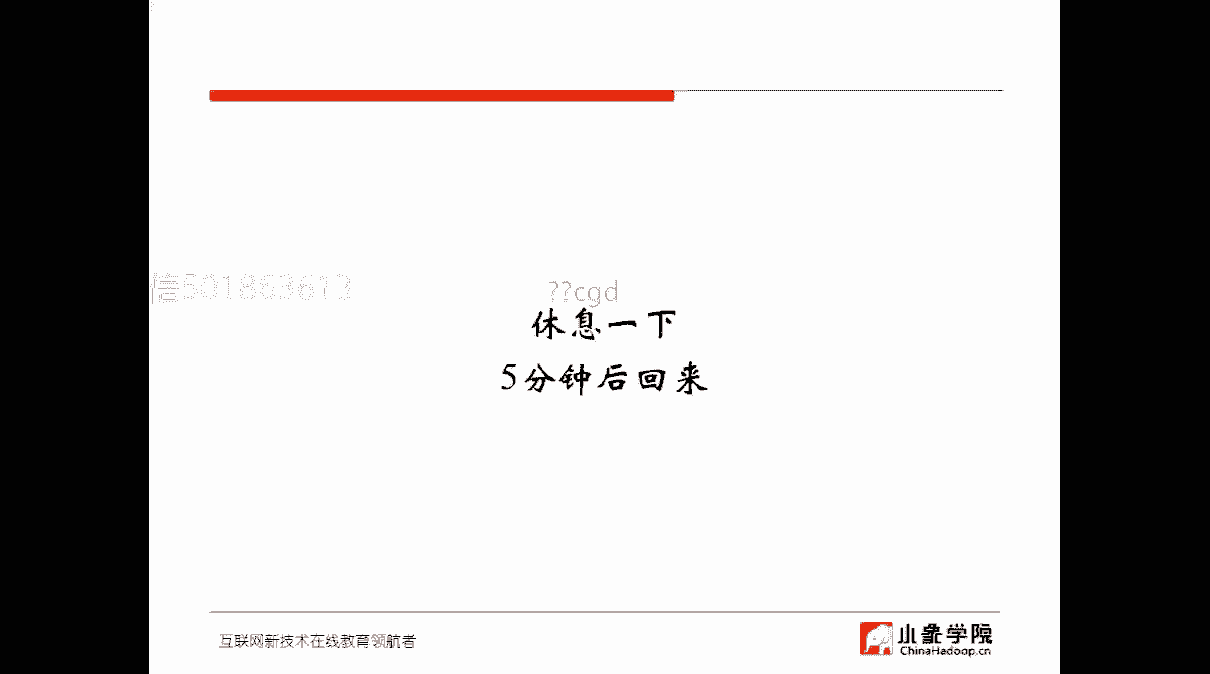 信501863613
??cgd
休息一下
5分钟后回来
互联网新技术在线教育领航者
小象学院
ChinaHadoop.cn